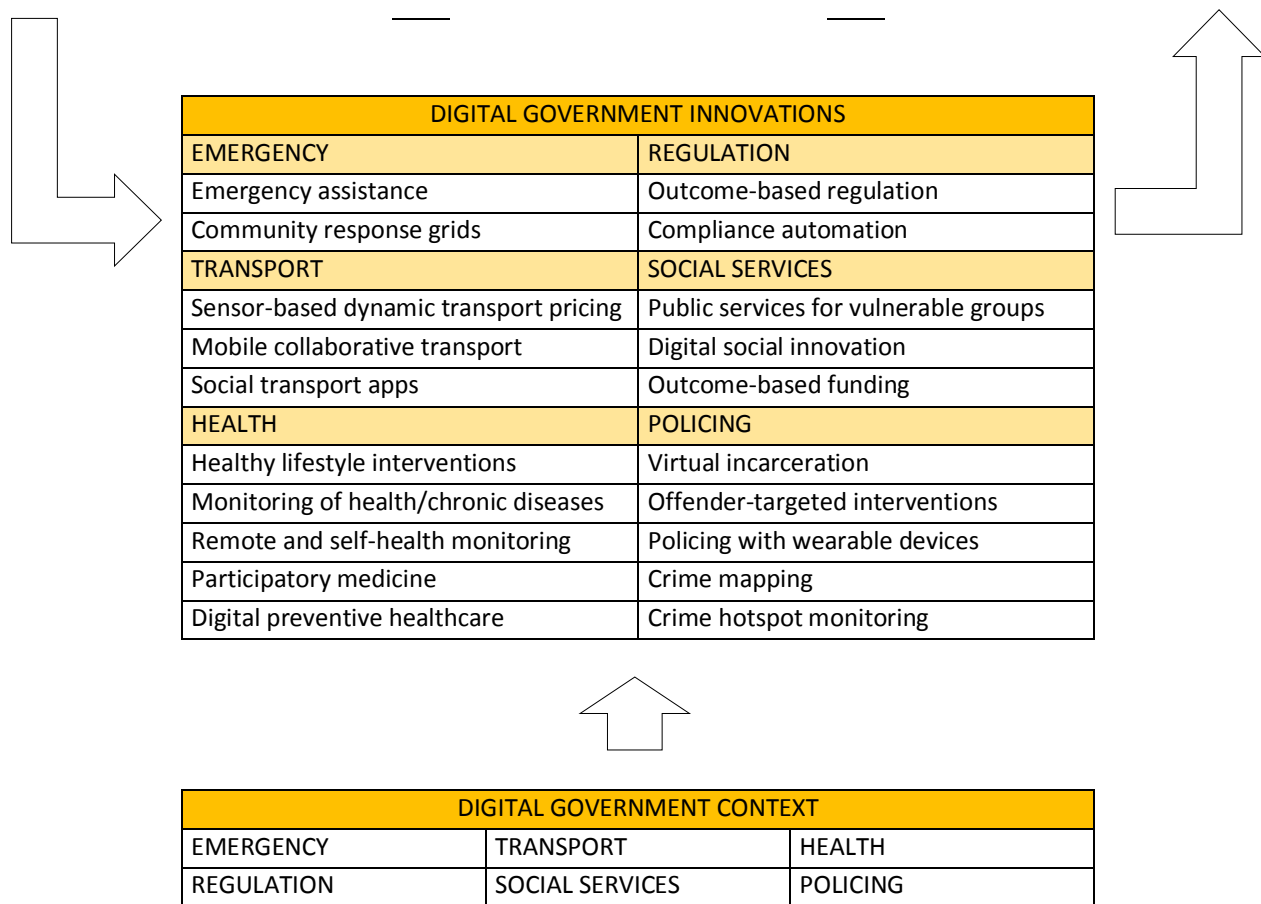 DIGITAL GOVERNMENT INNOVATIONS
EMERGENCY REGULATION
Emergency assistance Outcome-based regulation
Community response grids Compliance automation
TRANSPORT SOCIAL SERVICES
Sensor-based dynamic transport pricing Public services for vulnerable groups
Mobile collaborative transport Digital social innovation
Social transport apps Outcome-based funding
HEALTH POLICING
Healthy lifestyle interventions Virtual incarceration
Monitoring of health/chronic diseases Offender-targeted interventions
Remote and self-health monitoring Policing with wearable devices
Participatory medicine Crime mapping
Digital preventive healthcare Crime hotspot monitoring
DIGITAL GOVERNMENT CONTEXT
EMERGENCY TRANSPORT HEALTH
REGULATION SOCIAL SERVICES POLICING